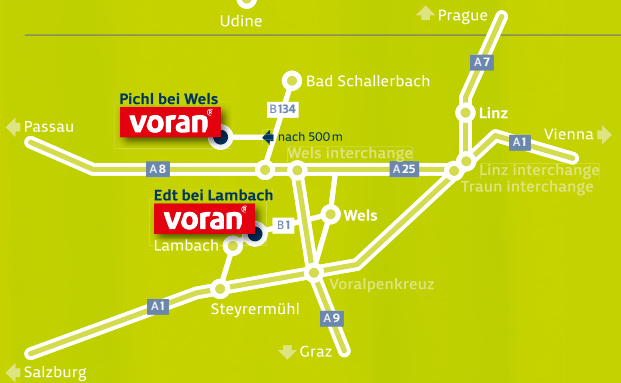 Udine
Prague
A7
Bad Schallerbach
Pichl bei Wels
B134
voran®
Linz
Passau
nach 500 m
A1
Vienna
Wels interchange
A8
A25
Linz interchange
Traun interchange
Edt bei Lambach
voran®
B1
Wels
Lambach
Voralpenkreuz
A1
Steyrermühl
A9
Graz
Salzburg